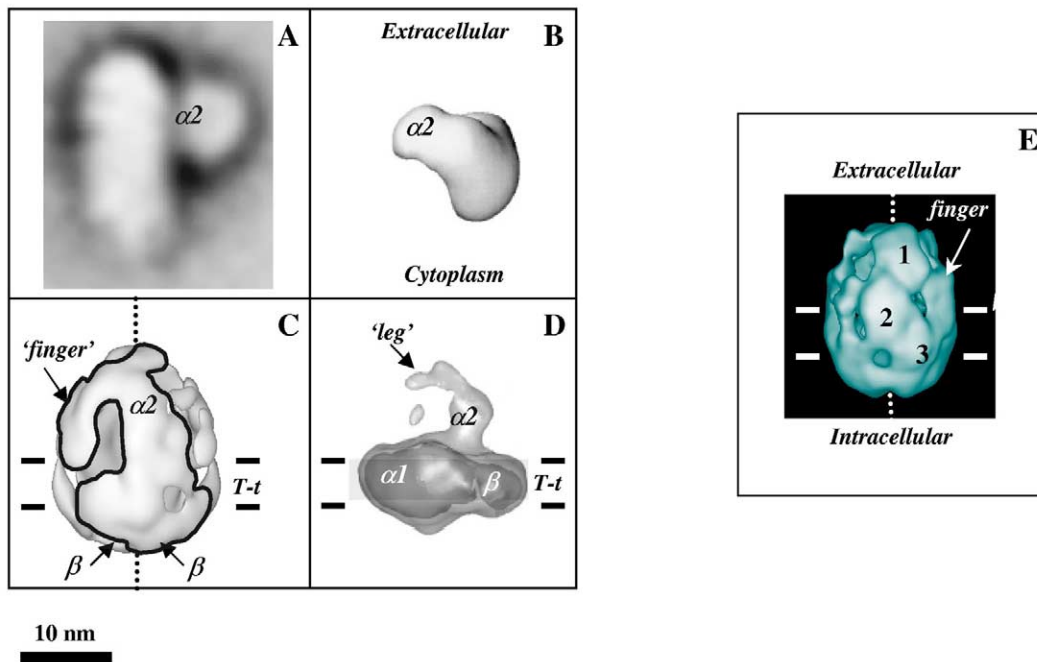 A
α2
Extracellular
B
α2
Cytoplasm
C
'finger'
α2
T-t
β
β
D
'leg'
α2
α1
β
T-t
E
Extracellular
finger
1
2
3
Intracellular
10 nm